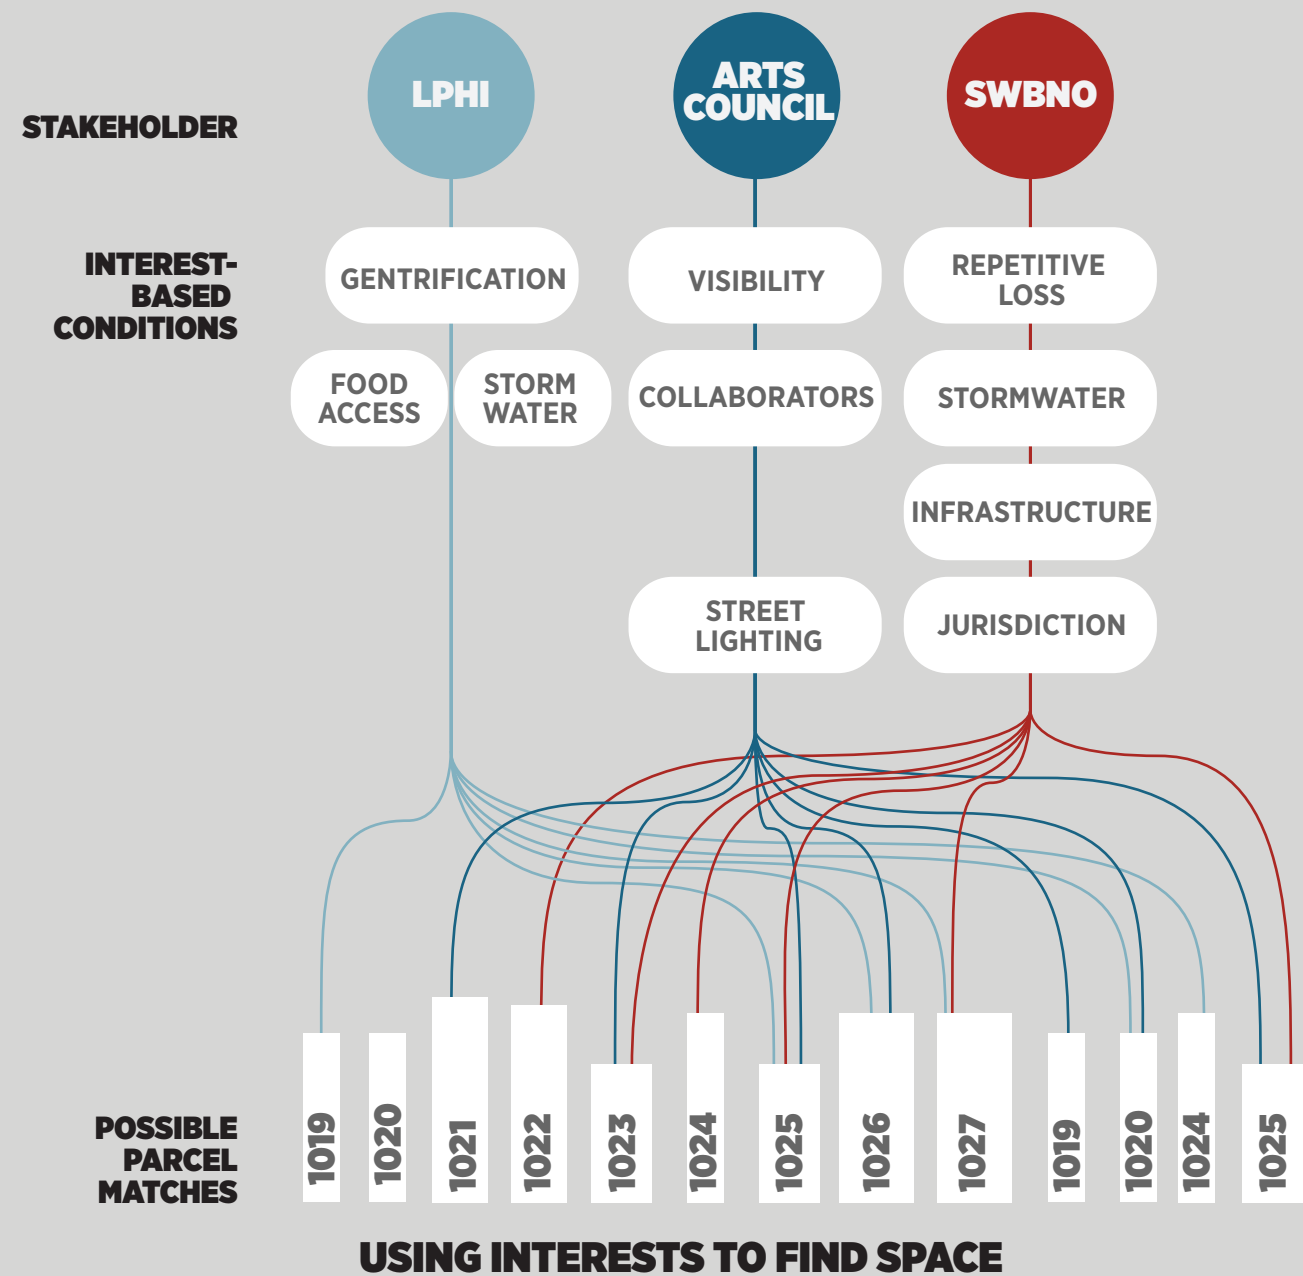 STAKEHOLDER
LPHI
ARTS
COUNCIL
SWBNO
INTEREST-
BASED
CONDITIONS
GENTRIFICATION
VISIBILITY
REPETITIVE
LOSS
FOOD
ACCESS
STORM
WATER
COLLABORATORS
STORMWATER
INFRASTRUCTURE
STREET
LIGHTING
JURISDICTION
POSSIBLE
PARCEL
MATCHES
1019
1020
1021
1022
1023
1024
1025
1026
1027
1019
1020
1024
1025
USING INTERESTS TO FIND SPACE